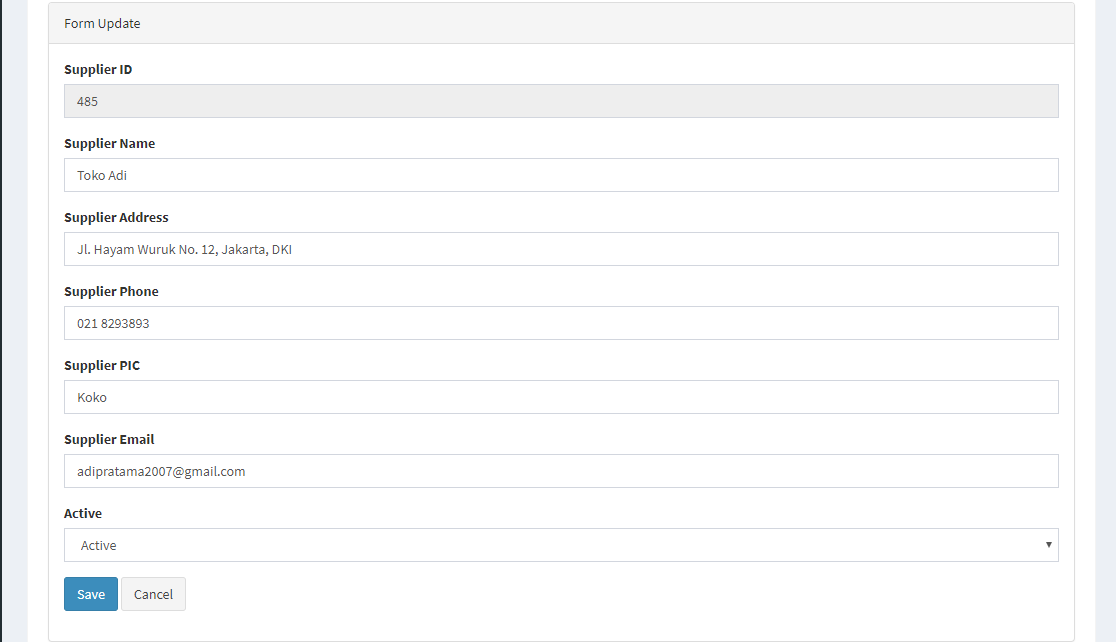 Form Update
Supplier ID
485
Supplier Name
Toko Adi
Supplier Address
Jl. Hayam Wuruk No. 12, Jakarta, DKI
Supplier Phone
021 8293893
Supplier PIC
Koko
Supplier Email
adipratama2007@gmail.com
Active
Active
Save Cancel